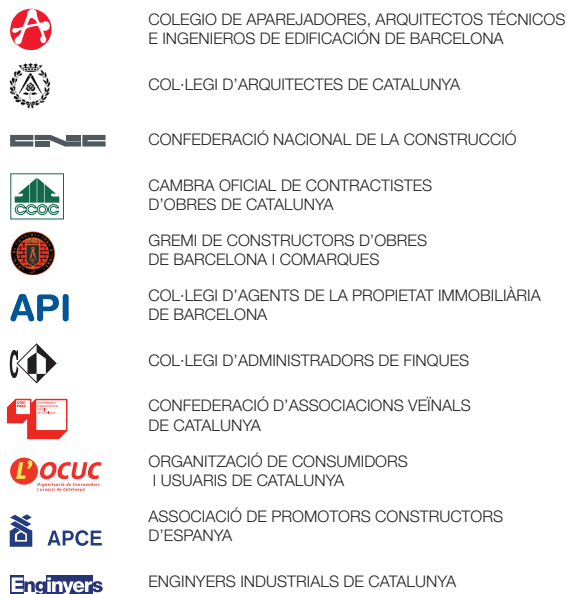 COLEGIO DE APAREJADORES, ARQUITECTOS TÉCNICOS
E INGENIEROS DE EDIFICACIÓN DE BARCELONA
COL·LEGI D'ARQUITECTES DE CATALUNYA
CNC
CONFEDERACIÓ NACIONAL DE LA CONSTRUCCIÓ
CCOC
CAMBRA OFICIAL DE CONTRACTISTES
D'OBRES DE CATALUNYA
GREMI DE CONSTRUCTORS D'OBRES
DE BARCELONA I COMARQUES
API
COL·LEGI D'AGENTS DE LA PROPIETAT IMMOBILIÀRIA
DE BARCELONA
COL·LEGI D'ADMINISTRADORS DE FINQUES
CONFEDERACIÓ D'ASSOCIACIONS VEÏNALS
DE CATALUNYA
L'OCUC
Organització de Consumidors
i usuaris de Catalunya
ORGANITZACIÓ DE CONSUMIDORS
I USUARIS DE CATALUNYA
APCE
ASSOCIACIÓ DE PROMOTORS CONSTRUCTORS
D'ESPANYA
Enginyers
ENGINYERS INDUSTRIALS DE CATALUNYA